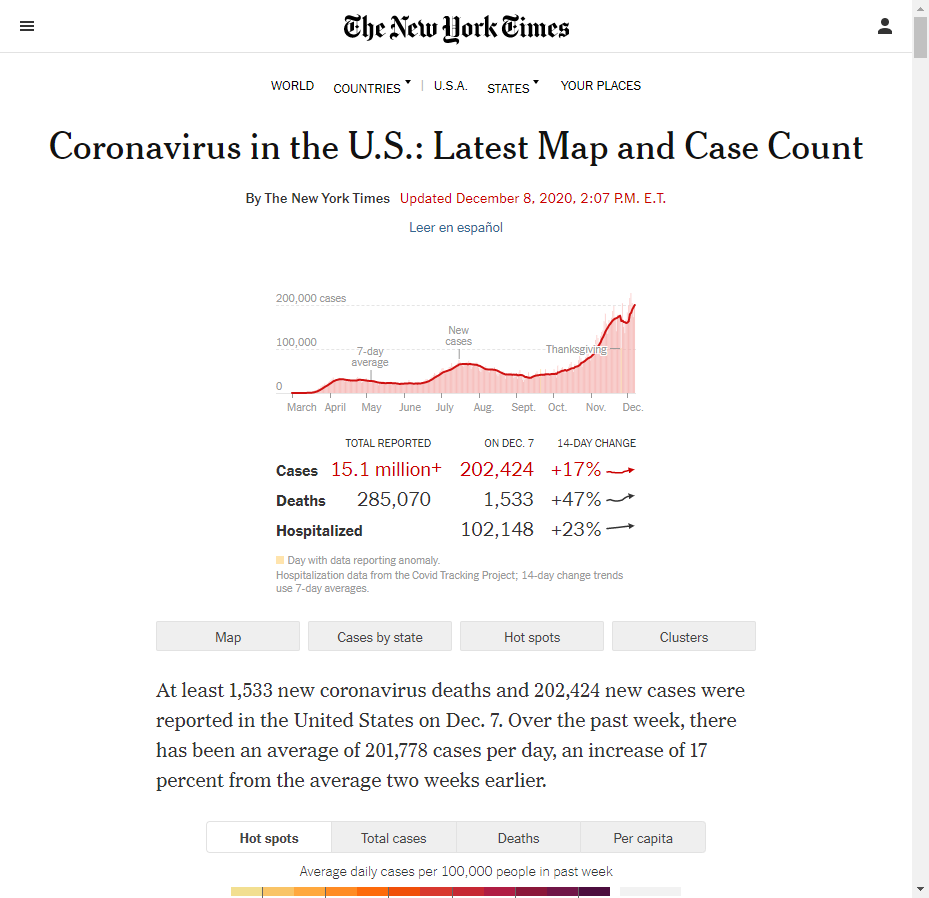 The New York Times
WORLD COUNTRIES | U.S.A. STATES YOUR PLACES
Coronavirus in the U.S.: Latest Map and Case Count
By The New York Times Updated December 8, 2020, 2:07 P.M. E.T.
Leer en español
200,000 cases
100,000
0
7-day
average
New
cases
Thanksgiving
March April May June July Aug. Sept. Oct. Nov. Dec.
TOTAL REPORTED ON DEC. 7 14-DAY CHANGE
Cases 15.1 million+ 202,424 +17%
Deaths 285,070 1,533 +47%
Hospitalized 102,148 +23%
Day with data reporting anomaly.
Hospitalization data from the Covid Tracking Project; 14-day change trends
use 7-day averages.
Map Cases by state Hot spots Clusters
At least 1,533 new coronavirus deaths and 202,424 new cases were
reported in the United States on Dec. 7. Over the past week, there
has been an average of 201,778 cases per day, an increase of 17
percent from the average two weeks earlier.
Hot spots Total cases Deaths Per capita
Average daily cases per 100,000 people in past week